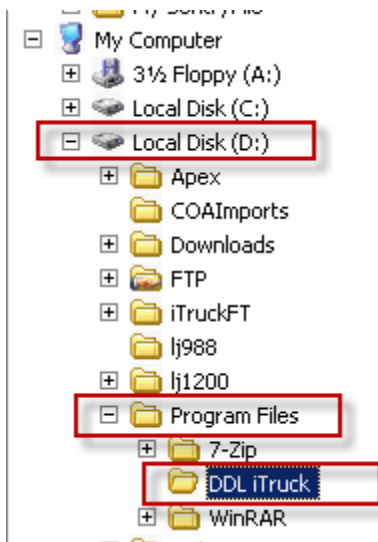 My Computer
3½ Floppy (A:)
Local Disk (C:)
Local Disk (D:)
Apex
COAImports
Downloads
FTP
iTruckFT
lj988
lj1200
Program Files
7-Zip
DDL iTruck
WinRAR